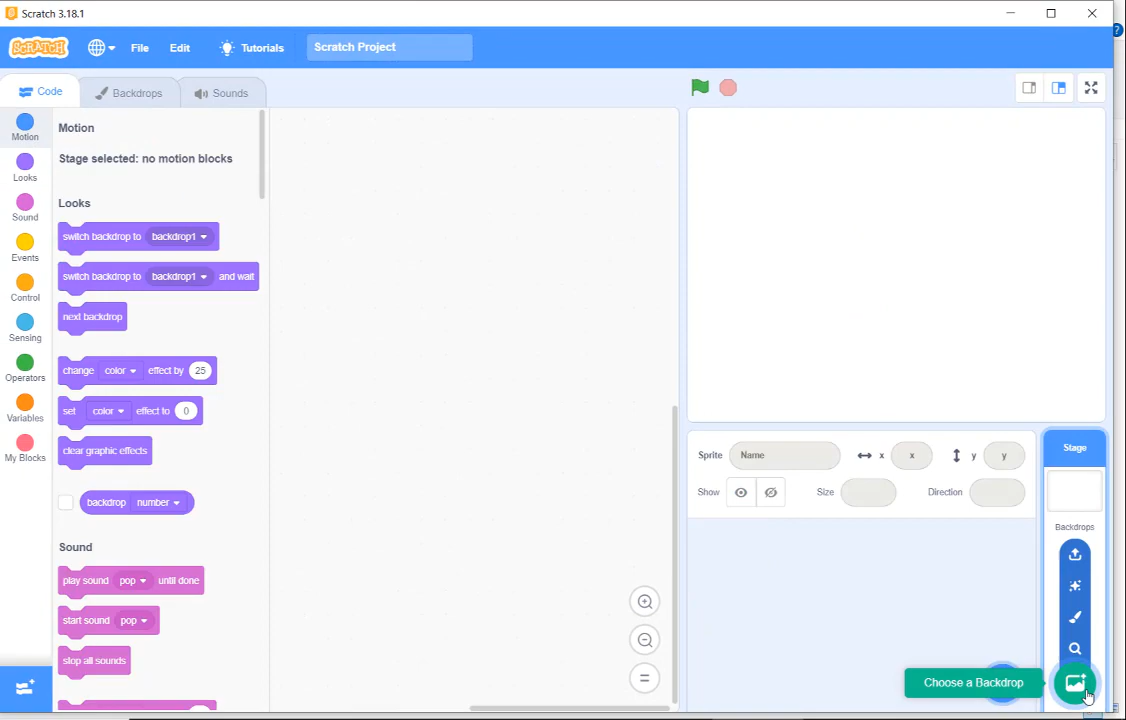 Scratch 3.18.1
SCRATCH
File
Edit
Tutorials
Scratch Project
Code
Backdrops
Sounds
Motion
Looks
Sound
Events
Control
Sensing
Operators
Variables
My Blocks
Motion
Stage selected: no motion blocks
Looks
switch backdrop to backdrop1
switch backdrop to backdrop1 and wait
next backdrop
change color effect by 25
set color effect to 0
clear graphic effects
backdrop number
Sound
play sound pop until done
start sound pop
stop all sounds
Sprite Name x x y y
Show Size Direction
Stage
Backdrops
Choose a Backdrop